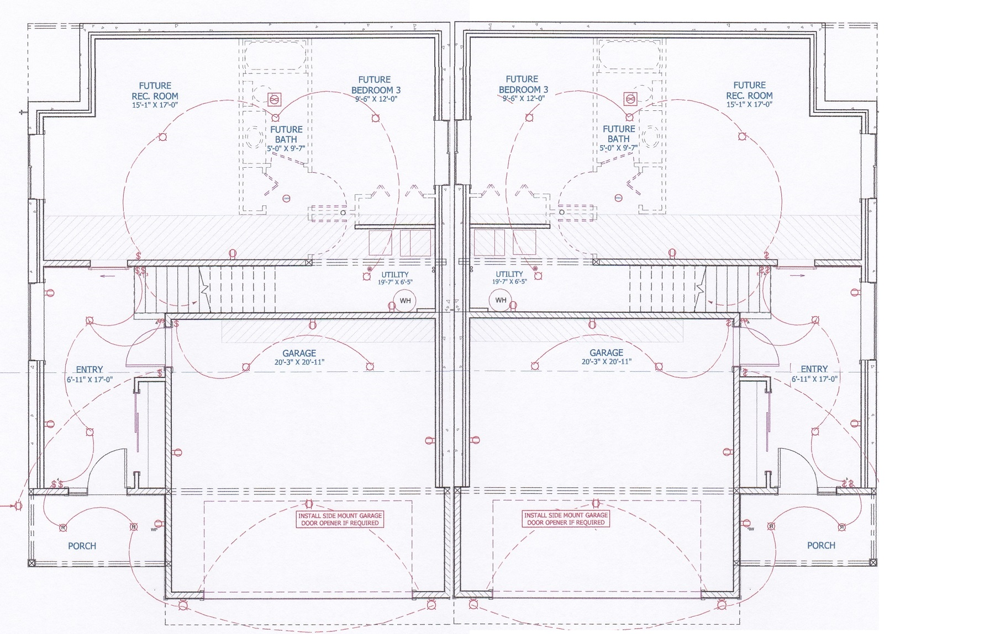 FUTURE
REC. ROOM
15'-1" X 17'-0"
FUTURE
BEDROOM 3
9'-6" X 12'-0"
FUTURE
BATH
5'-0" X 9'-7"
FUTURE
BEDROOM 3
9'-6" X 12'-0"
FUTURE
BATH
5'-0" X 9'-7"
FUTURE
REC. ROOM
15'-1" X 17'-0"
UTILITY
19'-7" X 6'-5"
WH
UTILITY
19'-7" X 6'-5"
WH
GARAGE
20'-3" X 20'-11"
GARAGE
20'-3" X 20'-11"
ENTRY
6'-11" X 17'-0"
ENTRY
6'-11" X 17'-0"
INSTALL SIDE MOUNT GARAGE
DOOR OPENER IF REQUIRED
INSTALL SIDE MOUNT GARAGE
DOOR OPENER IF REQUIRED
R
R
WP
PORCH
PORCH